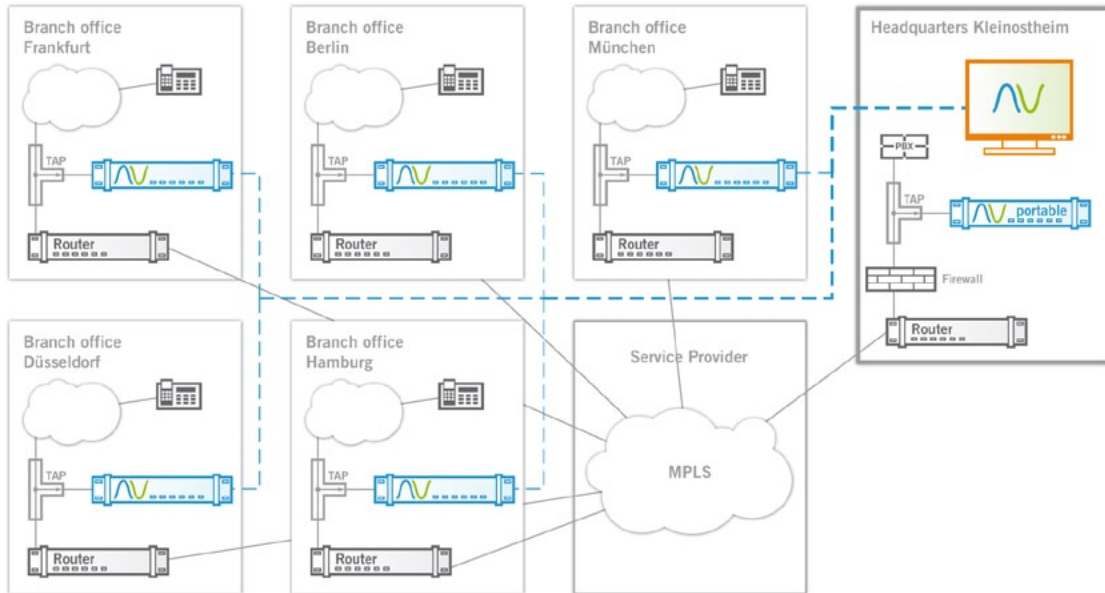 Branch office
Frankfurt
TAP
Router
Branch office
Berlin
TAP
Router
Branch office
München
TAP
Router
Headquarters Kleinostheim
PBX
TAP
portable
Firewall
Router
Branch office
Düsseldorf
TAP
Router
Branch office
Hamburg
TAP
Router
Service Provider
MPLS